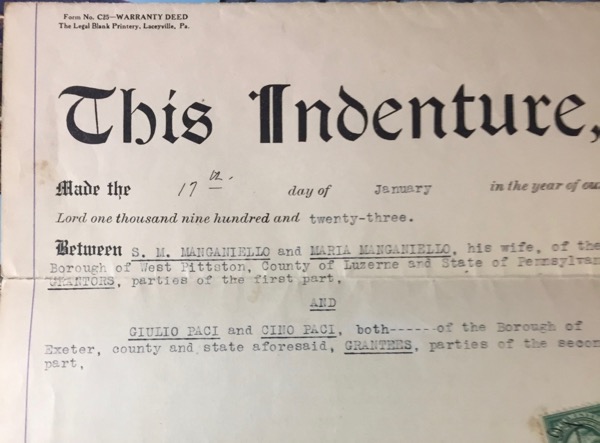 Form No. C25—WARRANTY DEED
The Legal Blank Printery, Laceyville, Pa.
This Indenture,
Made the 17th. day of January in the year of our
Lord one thousand nine hundred and twenty-three.
Between S. M. MANGANIELLO and MARIA MANGANIELLO, his wife, of the
Borough of West Pittston, County of Luzerne and State of Pennsylvan
GRANTORS, parties of the first part,
AND
GIULIO PACI and CINO PACI, both------of the Borough of
Exeter, county and state aforesaid, GRANTEES, parties of the secon
part,